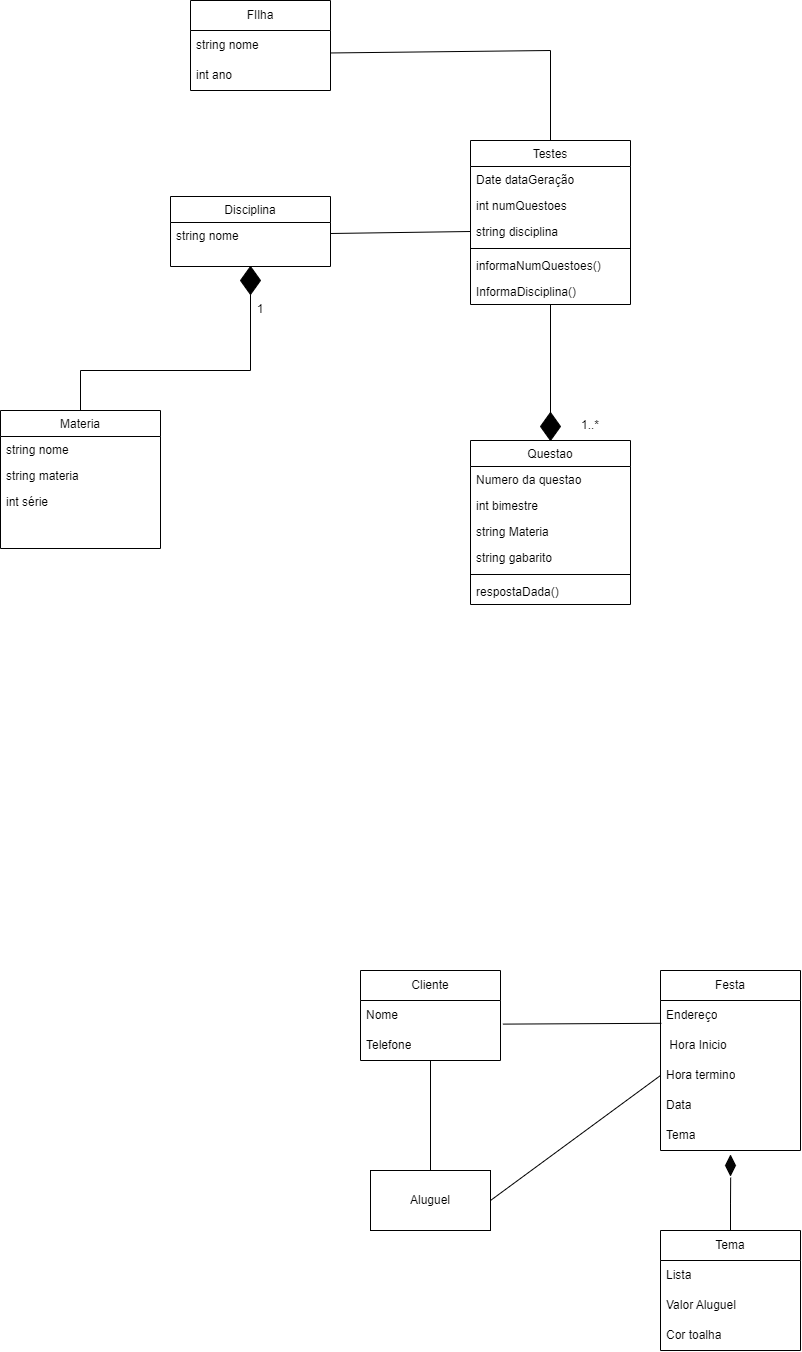 FIlha
string nome
int ano
Testes
Date dataGeração
int numQuestoes
string disciplina
informaNumQuestoes()
InformaDisciplina()
Disciplina
string nome
1
Materia
string nome
string materia
int série
1..*
Questao
Numero da questao
int bimestre
string Materia
string gabarito
respostaDada()
Cliente
Nome
Telefone
Festa
Endereço
Hora Inicio
Hora termino
Data
Tema
Aluguel
Tema
Lista
Valor Aluguel
Cor toalha